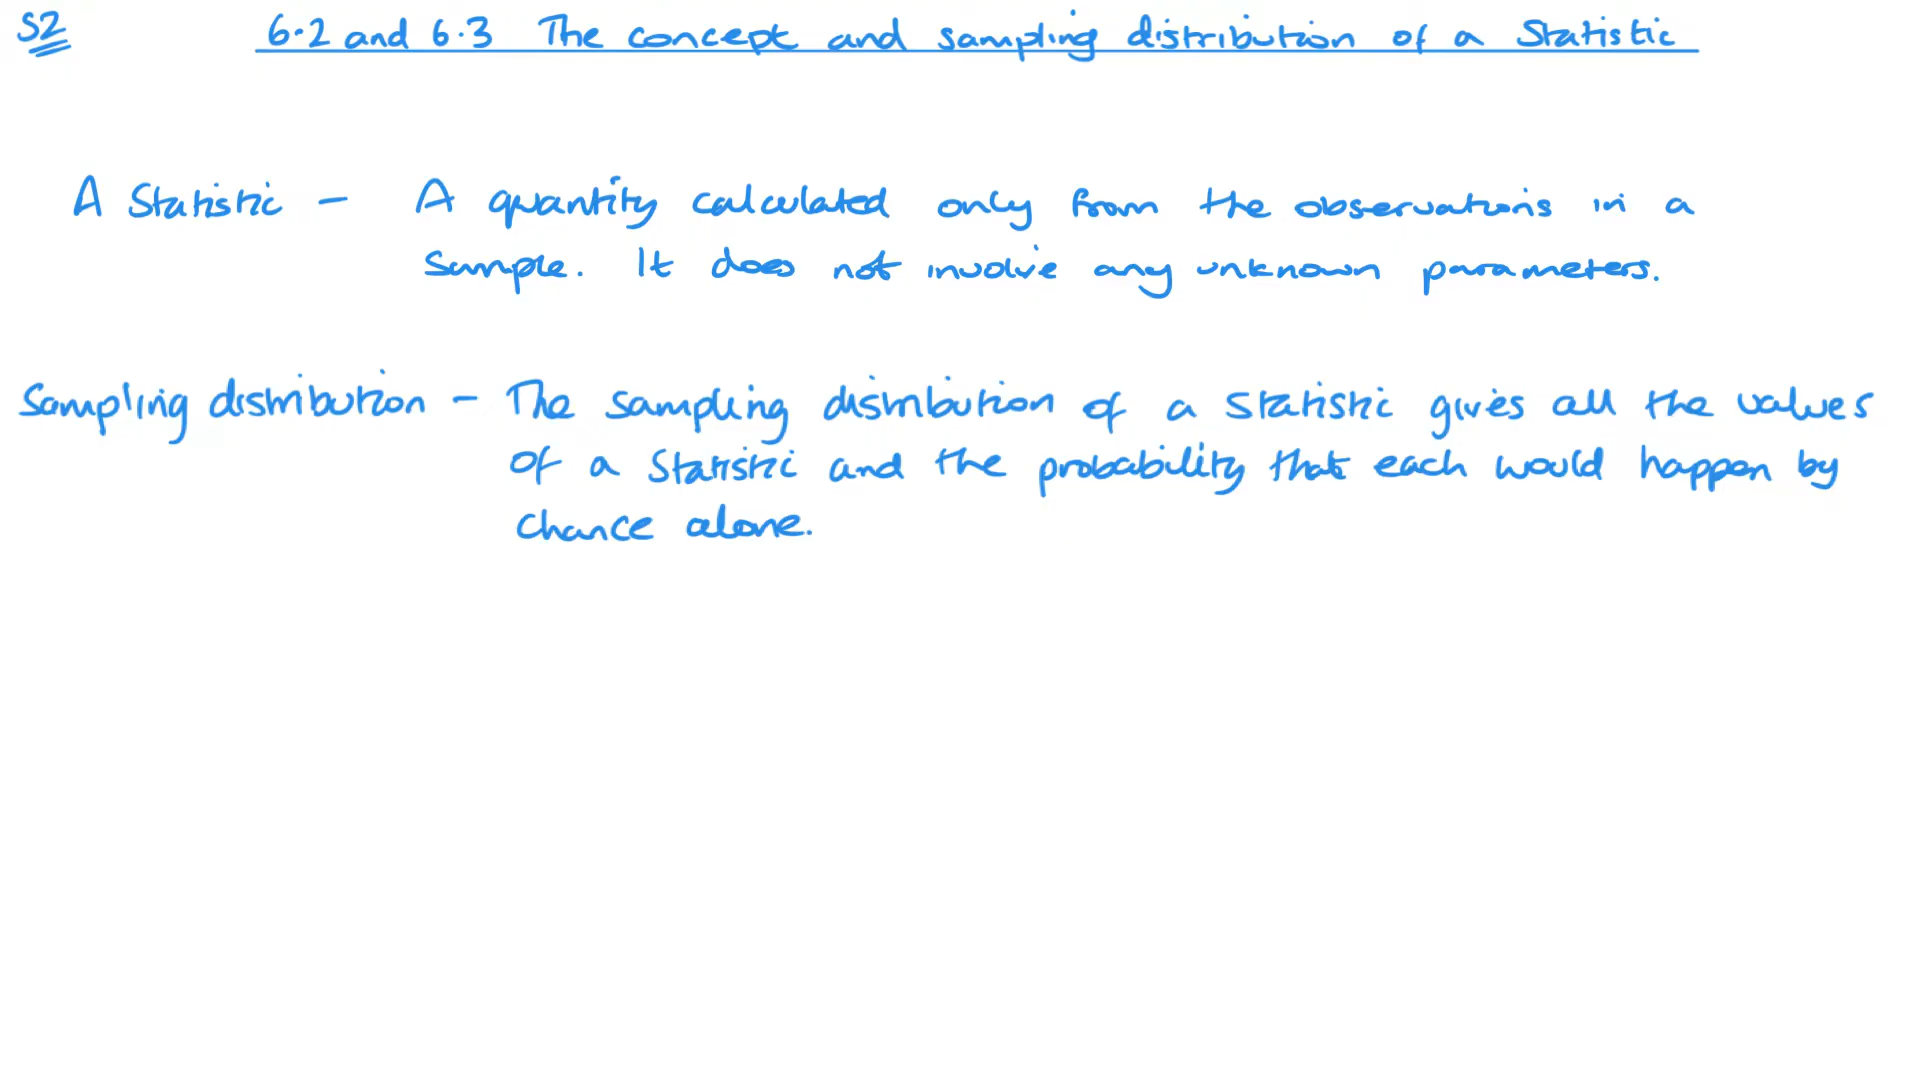 S2
6.2 and 6.3 The concept and sampling distribution of a Statistic
A Statistic - A quantity calculated only from the observations in a
sample. It does not involve any unknown parameters.
Sampling distribution - The sampling distribution of a statistic gives all the values
of a statistic and the probability that each would happen by
chance alone.